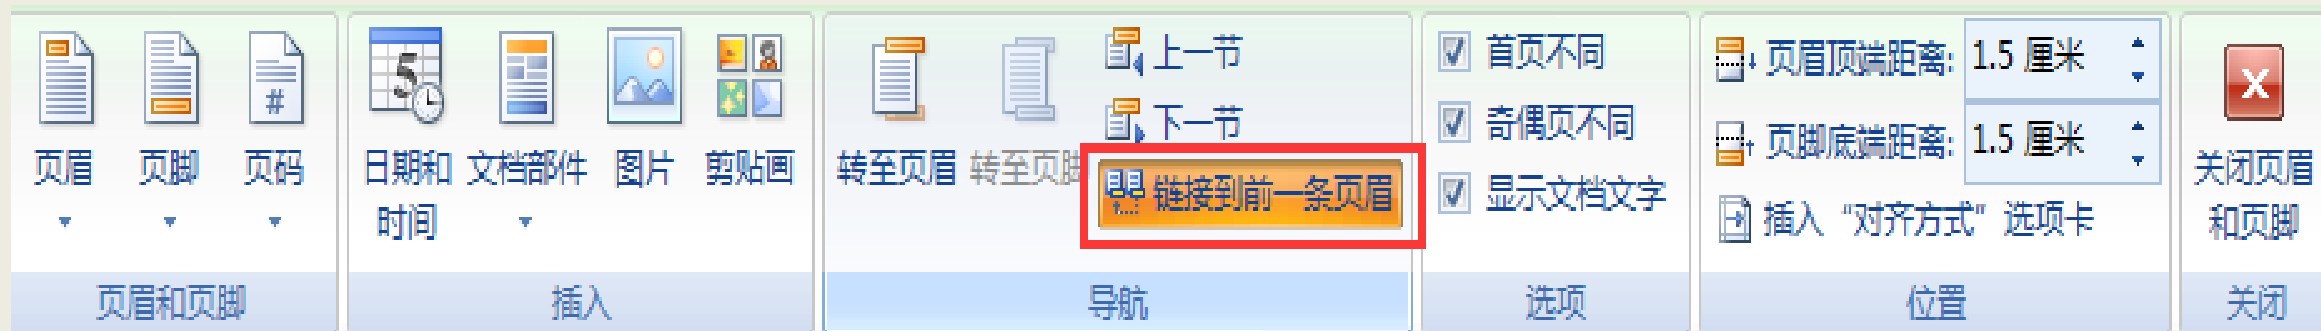 页眉
页脚
页码
#
页眉和页脚
5
日期和
时间
文档部件
图片
剪贴画
插入
转至页眉
转至页脚
上一节
下一节
链接到前一条页眉
导航
首页不同
奇偶页不同
显示文档文字
选项
页眉顶端距离: 1.5 厘米
页脚底端距离: 1.5 厘米
插入“对齐方式”选项卡
位置
X
关闭页眉
和页脚
关闭